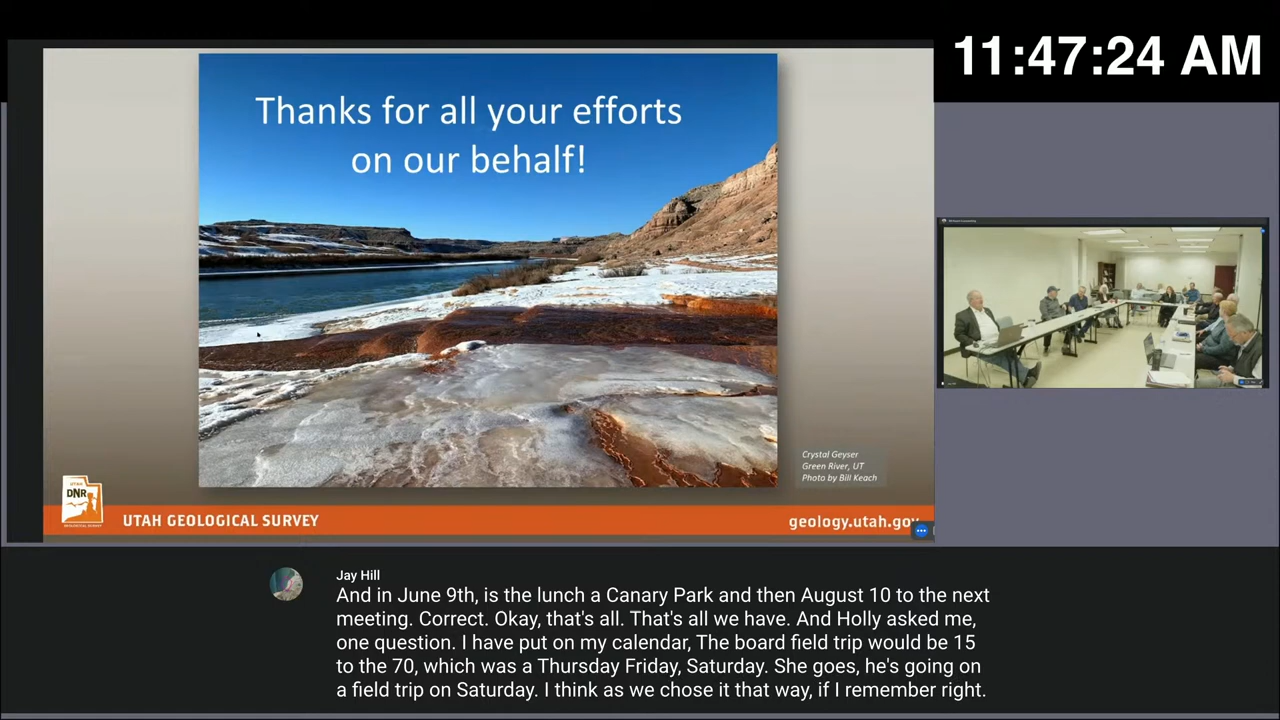 11:47:24 AM
Thanks for all your efforts
on our behalf!
Crystal Geyser
Green River, UT
Photo by Bill Keach
UTAH
DNR
GEOLOGICAL SURVEY
UTAH GEOLOGICAL SURVEY
geology.utah.gov
Jay Hill
And in June 9th, is the lunch a Canary Park and then August 10 to the next
meeting. Correct. Okay, that's all. That's all we have. And Holly asked me,
one question. I have put on my calendar, The board field trip would be 15
to the 70, which was a Thursday Friday, Saturday. She goes, he's going on
a field trip on Saturday. I think as we chose it that way, if I remember right.